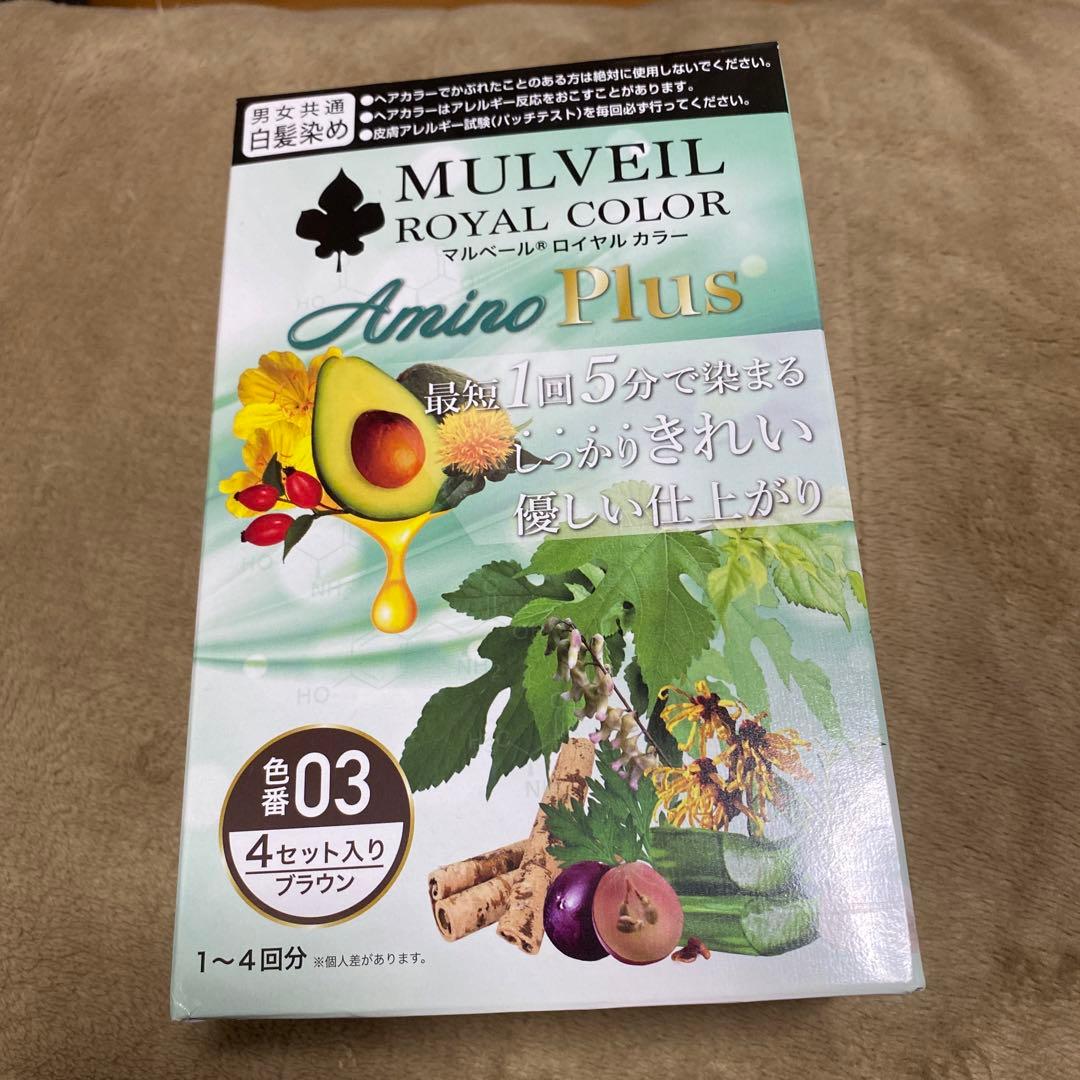 男女共通
白髪染め
●ヘアカラーでかぶれたことのある方は絶対に使用しないでください。
●ヘアカラーはアレルギー反応をおこすことがあります。
●皮膚アレルギー試験(パッチテスト)を毎回必ず行ってください。
MULVEIL
ROYAL COLOR
マルベール® ロイヤル カラー
Amino Plus
最短1回5分で染まる
しっかりきれい
優しい仕上がり
HO
NH
HO
色番03
4セット入り
ブラウン
1～4回分 ※個人差があります。